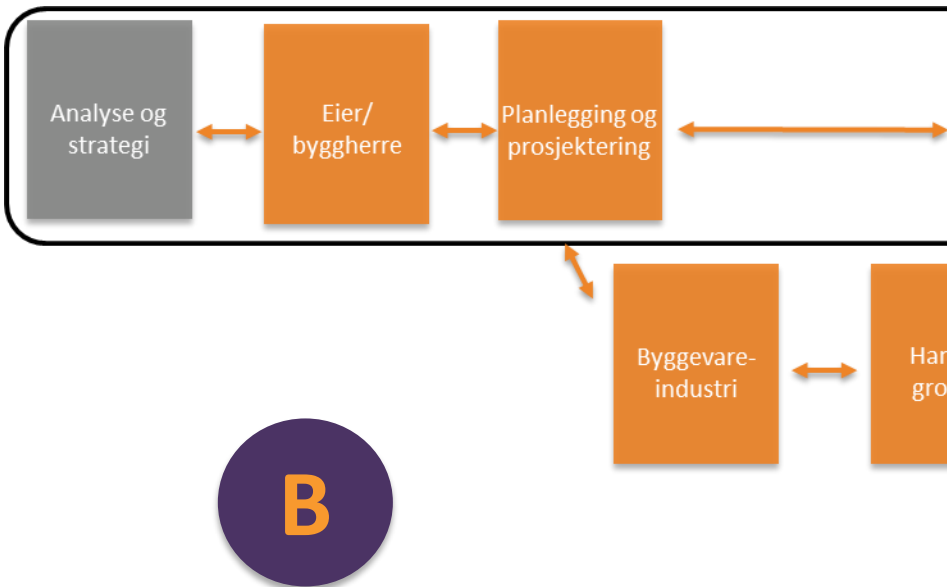 Analyse og
strategi
Eier/
byggherre
Planlegging og
prosjektering
Byggevare-
industri
B